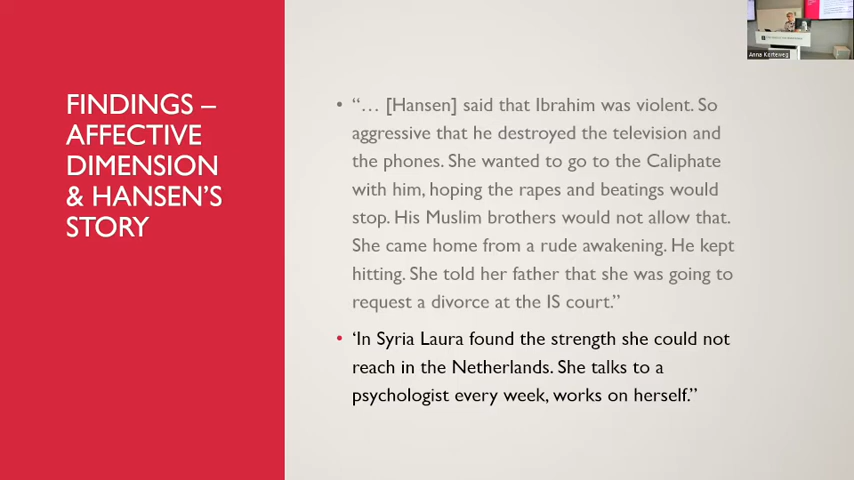 FINDINGS –
AFFECTIVE
DIMENSION
& HANSEN'S
STORY
• “… [Hansen] said that Ibrahim was violent. So
aggressive that he destroyed the television and
the phones. She wanted to go to the Caliphate
with him, hoping the rapes and beatings would
stop. His Muslim brothers would not allow that.
She came home from a rude awakening. He kept
hitting. She told her father that she was going to
request a divorce at the IS court.”
• ‘In Syria Laura found the strength she could not
reach in the Netherlands. She talks to a
psychologist every week, works on herself.”
Anna Korteweg